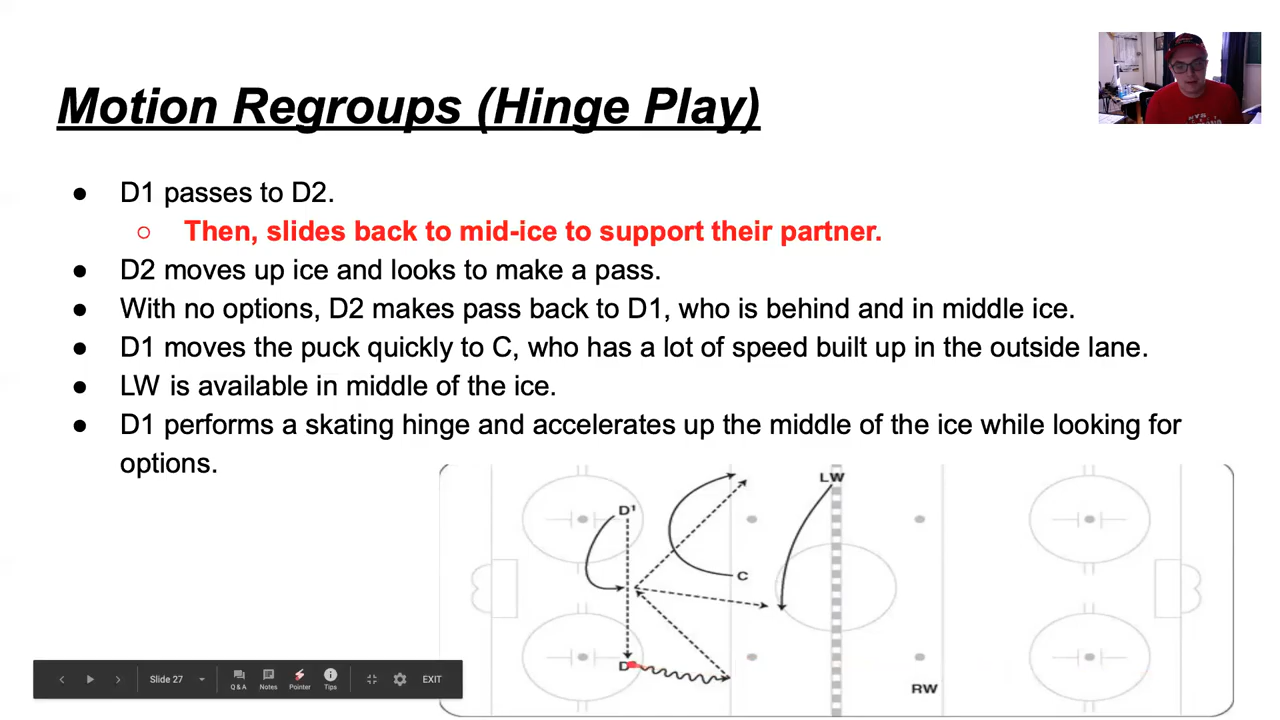 Motion Regroups (Hinge Play)
● D1 passes to D2.
○ Then, slides back to mid-ice to support their partner.
● D2 moves up ice and looks to make a pass.
● With no options, D2 makes pass back to D1, who is behind and in middle ice.
● D1 moves the puck quickly to C, who has a lot of speed built up in the outside lane.
● LW is available in middle of the ice.
● D1 performs a skating hinge and accelerates up the middle of the ice while looking for
options.
LW
D¹
C
D
RW
Slide 27
Q&A
Notes
Pointer
Tips
EXIT